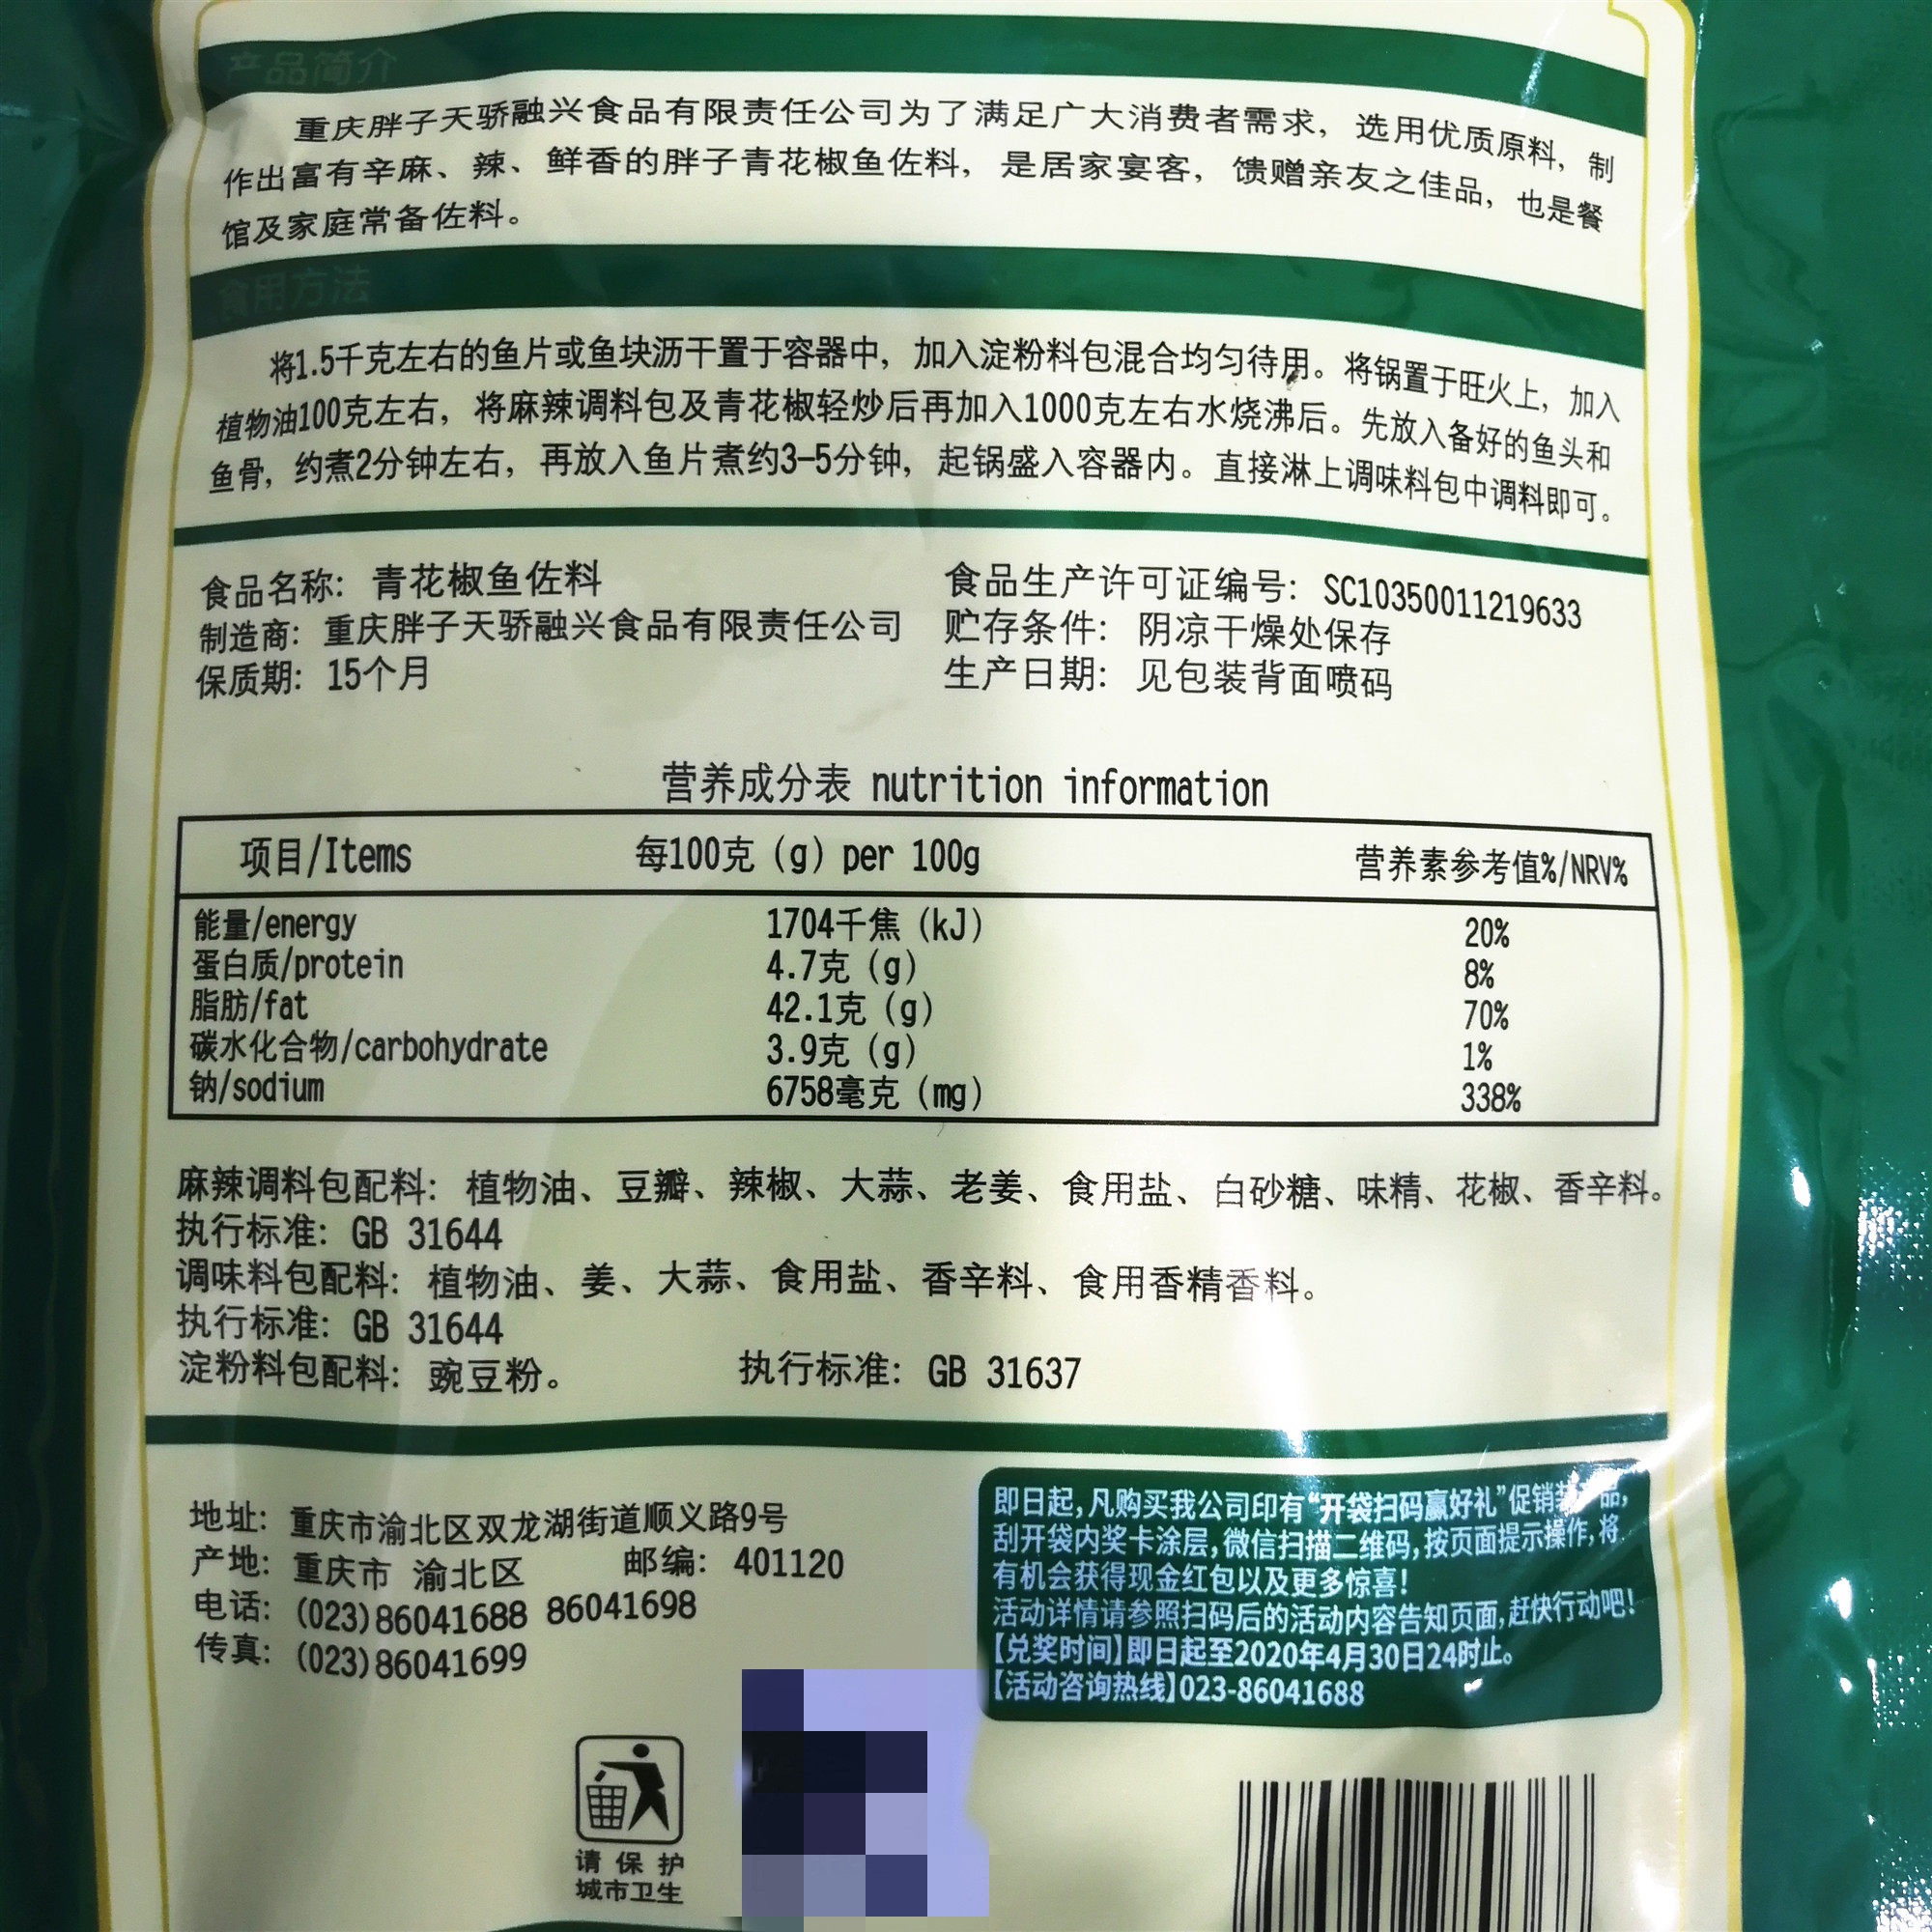 产品简介
重庆胖子天骄融兴食品有限责任公司为了满足广大消费者需求，选用优质原料，制
作出富有辛麻、辣、鲜香的胖子青花椒鱼佐料，是居家宴客，馈赠亲友之佳品，也是餐
馆及家庭常备佐料。
食用方法
将1.5千克左右的鱼片或鱼块沥干置于容器中，加入淀粉料包混合均匀待用。将锅置于旺火上，加入
植物油100克左右，将麻辣调料包及青花椒轻炒后再加入1000克左右水烧沸后。先放入备好的鱼头和
鱼骨，约煮2分钟左右，再放入鱼片煮约3-5分钟，起锅盛入容器内。直接淋上调味料包中调料即可。
食品名称：青花椒鱼佐料 食品生产许可证编号：SC10350011219633
制造商：重庆胖子天骄融兴食品有限责任公司 贮存条件：阴凉干燥处保存
保质期：15个月 生产日期：见包装背面喷码
营养成分表 nutrition information
项目/Items 每100克（g）per 100g 营养素参考值%/NRV%
能量/energy 1704千焦（kJ） 20%
蛋白质/protein 4.7克（g） 8%
脂肪/fat 42.1克（g） 70%
碳水化合物/carbohydrate 3.9克（g） 1%
钠/sodium 6758毫克（mg） 338%
麻辣调料包配料：植物油、豆瓣、辣椒、大蒜、老姜、食用盐、白砂糖、味精、花椒、香辛料。
执行标准：GB 31644
调味料包配料：植物油、姜、大蒜、食用盐、香辛料、食用香精香料。
执行标准：GB 31644
淀粉料包配料：豌豆粉。 执行标准：GB 31637
地址：重庆市渝北区双龙湖街道顺义路9号
产地：重庆市 渝北区 邮编：401120
电话：(023)86041688 86041698
传真：(023)86041699
即日起，凡购买我公司印有“开袋扫码赢好礼”促销品，
刮开袋内奖卡涂层，微信扫描二维码，按页面提示操作，将
有机会获得现金红包以及更多惊喜！
活动详情请参照扫码后的活动内容告知页面，赶快行动吧！
【兑奖时间】即日起至2020年4月30日24时止。
【活动咨询热线】023-86041688
请保护
城市卫生